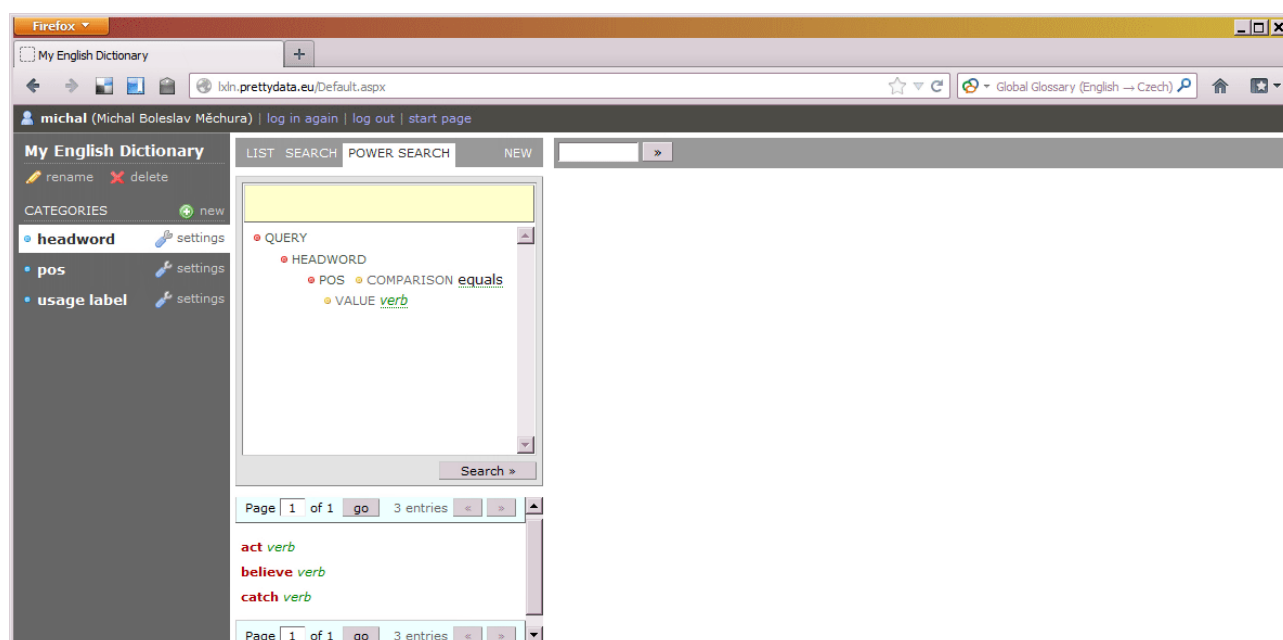 Firefox
My English Dictionary
+
lxln.prettydata.eu/Default.aspx
Global Glossary (English → Czech)
michal (Michal Boleslav Měchura) | log in again | log out | start page
My English Dictionary
rename delete
CATEGORIES new
headword settings
pos settings
usage label settings
LIST SEARCH POWER SEARCH NEW
»
QUERY
HEADWORD
POS COMPARISON equals
VALUE verb
Search »
Page 1 of 1 go 3 entries « »
act verb
believe verb
catch verb
Page 1 of 1 go 3 entries « »